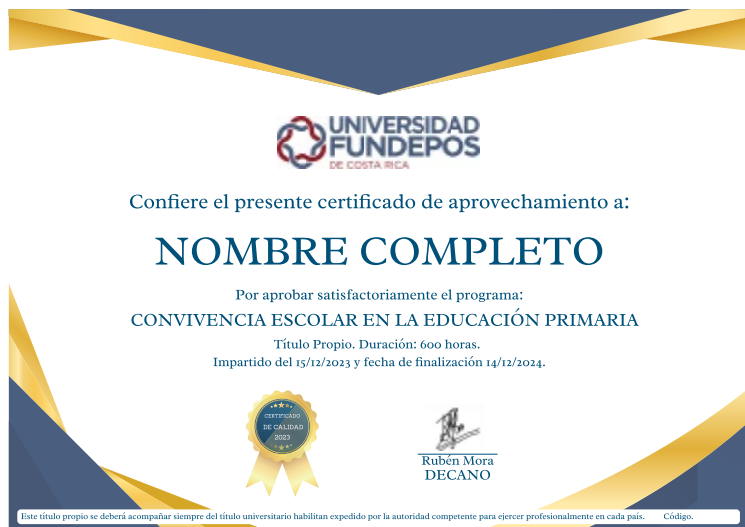 UNIVERSIDAD
FUNDEPOS
DE COSTA RICA
Confiere el presente certificado de aprovechamiento a:
NOMBRE COMPLETO
Por aprobar satisfactoriamente el programa:
CONVIVENCIA ESCOLAR EN LA EDUCACIÓN PRIMARIA
Título Propio. Duración: 600 horas.
Impartido del 15/12/2023 y fecha de finalización 14/12/2024.
CERTIFICADO
DE CALIDAD
2023
Rubén Mora
DECANO
Este título propio se deberá acompañar siempre del título universitario habilitan expedido por la autoridad competente para ejercer profesionalmente en cada país. Código.